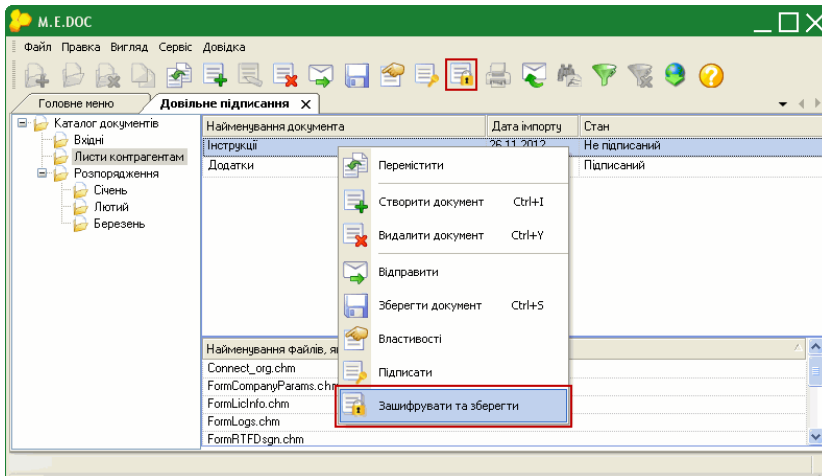 M.E.DOC
Файл Правка Вигляд Сервіс Довідка
Головне меню Довільне підписання X
Каталог документів
Вхідні
Листи контрагентам
Розпорядження
Січень
Лютий
Березень
Найменування документа Дата імпорту Стан
Інструкції 26.11.2012 Не підписаний
Додатки Підписаний
Перемістити
Створити документ Ctrl+I
Видалити документ Ctrl+Y
Відправити
Зберегти документ Ctrl+S
Властивості
Підписати
Зашифрувати та зберегти
Найменування файлів,
Connect_org.chm
FormCompanyParams.chm
FormLicInfo.chm
FormLogs.chm
FormRTFDsgn.chm